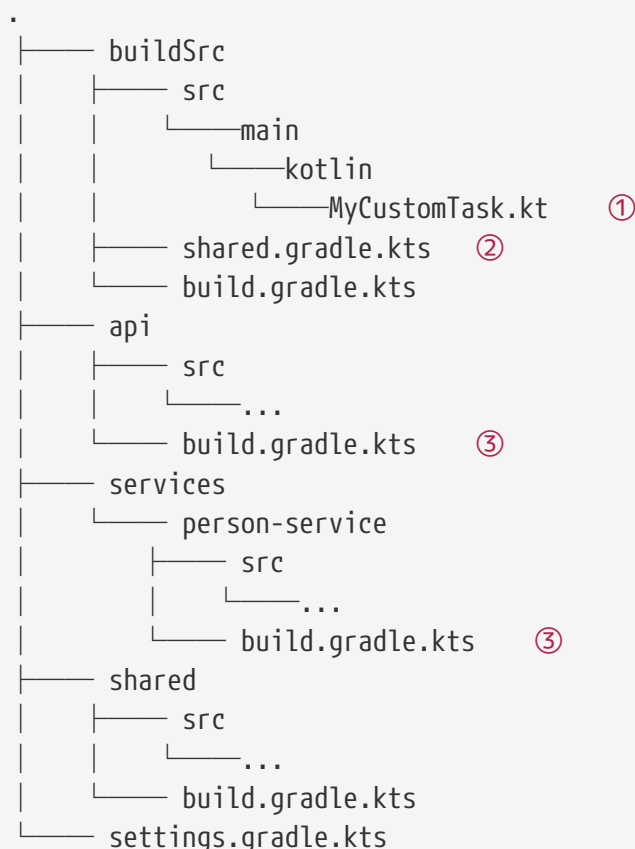 .
├── buildSrc
│   ├── src
│   │   └──main
│   │      └──kotlin
│   │         └──MyCustomTask.kt ①
│   ├── shared.gradle.kts ②
│   └── build.gradle.kts
├── api
│   ├── src
│   │   └──...
│   └── build.gradle.kts ③
├── services
│   └── person-service
│       ├── src
│       │   └──...
│       └── build.gradle.kts ③
├── shared
│   ├── src
│   │   └──...
│   └── build.gradle.kts
└── settings.gradle.kts